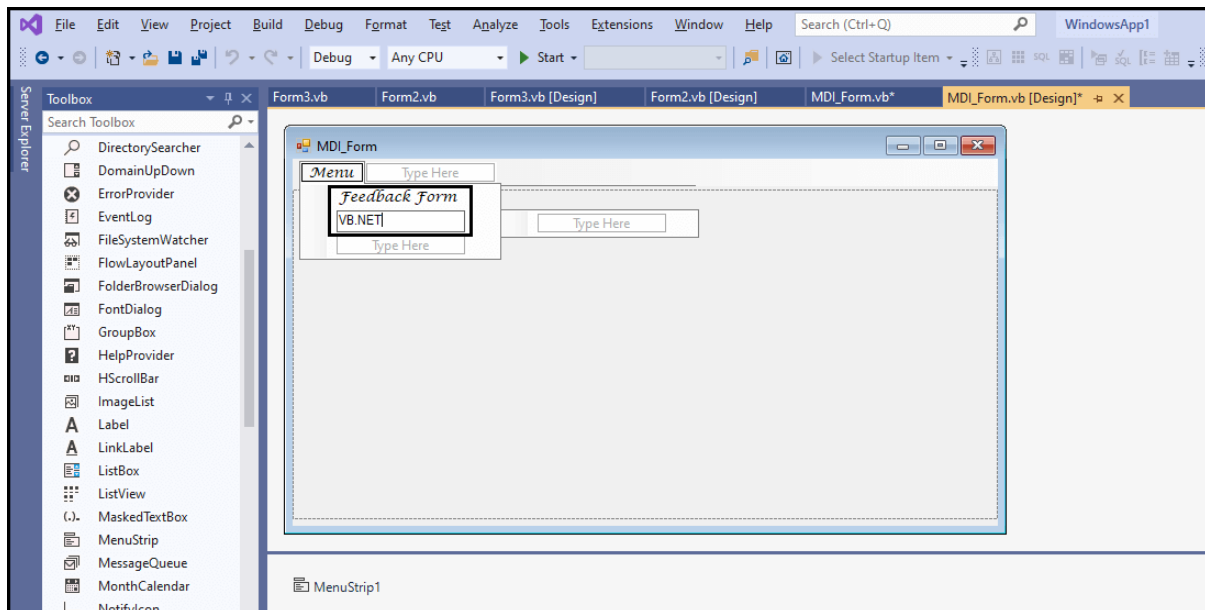 File Edit View Project Build Debug Format Test Analyze Tools Extensions Window Help Search (Ctrl+Q) WindowsApp1
Debug Any CPU Start Select Startup Item SQL SQL
Server Explorer
Toolbox
Form3.vb Form2.vb Form3.vb [Design] Form2.vb [Design] MDI_Form.vb* MDI_Form.vb [Design]*
Search Toolbox
DirectorySearcher
DomainUpDown
ErrorProvider
EventLog
FileSystemWatcher
FlowLayoutPanel
FolderBrowserDialog
FontDialog
GroupBox
HelpProvider
HScrollBar
ImageList
Label
LinkLabel
ListBox
ListView
MaskedTextBox
MenuStrip
MessageQueue
MonthCalendar
NotifyIcon
MDI_Form
Menu Type Here
Feedback Form
VB.NET Type Here
Type Here
MenuStrip1